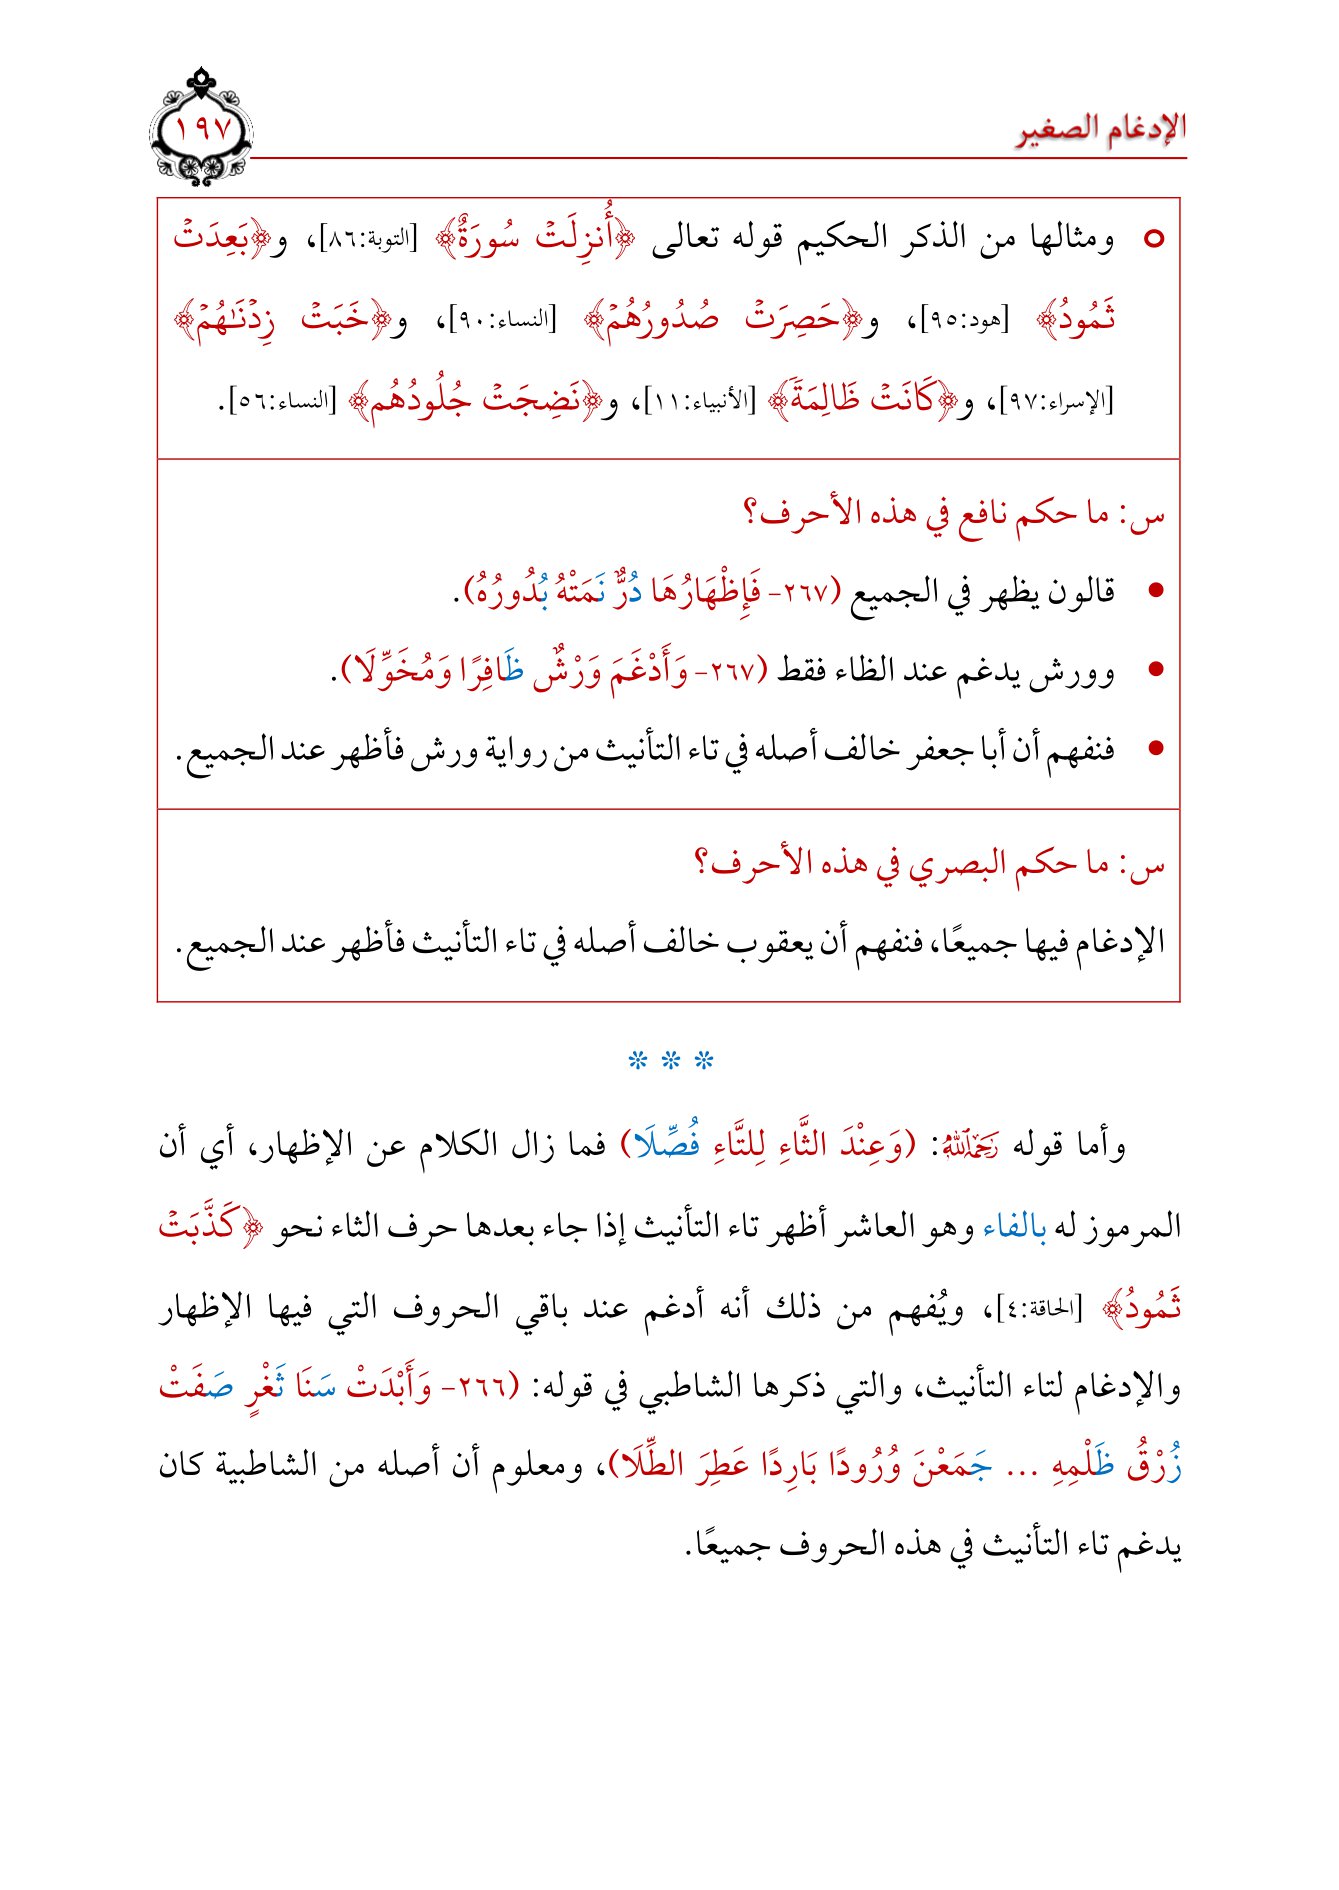 الإدغام الصغير
١٩٧
ومثالها من الذكر الحكيم قوله تعالى ﴿أُنزِلَتْ سُورَةٌ﴾ [التوبة:٨٦]، و﴿بَعِدَتْ
ثَمُودُ﴾ [هود:٩٥]، و﴿حَصِرَتْ صُدُورُهُمْ﴾ [النساء:٩٠]، و﴿خَبَتْ زِدْنَٰهُمْ﴾
[الإسراء:٩٧]، و﴿كَانَتْ ظَالِمَةً﴾ [الأنبياء:١١]، و﴿نَضِجَتْ جُلُودُهُم﴾ [النساء:٥٦].
س: ما حكم نافع في هذه الأحرف؟
• قالون يظهر في الجميع (٢٦٧- فَإِظْهَارُهَا دُرٌّ نَمَتْهُ بُدُورُهُ).
• وورش يدغم عند الظاء فقط (٢٦٧- وَأَدْغَمَ وَرْشٌ ظَافِرًا وَمُخَوِّلَا).
• فنفهم أن أبا جعفر خالف أصله في تاء التأنيث من رواية ورش فأظهر عند الجميع.
س: ما حكم البصري في هذه الأحرف؟
الإدغام فيها جميعًا، فنفهم أن يعقوب خالف أصله في تاء التأنيث فأظهر عند الجميع.
* * *
وأما قوله رَحِمَهُ اللَّهُ: (وَعِنْدَ الثَّاءِ لِلتَّاءِ فُصِّلَا) فما زال الكلام عن الإظهار، أي أن
المرموز له بالفاء وهو العاشر أظهر تاء التأنيث إذا جاء بعدها حرف الثاء نحو ﴿كَذَّبَتْ
ثَمُودُ﴾ [الحاقة:٤]، ويُفهم من ذلك أنه أدغم عند باقي الحروف التي فيها الإظهار
والإدغام لتاء التأنيث، والتي ذكرها الشاطبي في قوله: (٢٦٦- وَأَبْدَتْ سَنَا ثَغْرٍ صَفَتْ
زُرْقُ ظَلْمِهِ ... جَمَعْنَ وُرُودًا بَارِدًا عَطِرَ الطِّلَا)، ومعلوم أن أصله من الشاطبية كان
يدغم تاء التأنيث في هذه الحروف جميعًا.